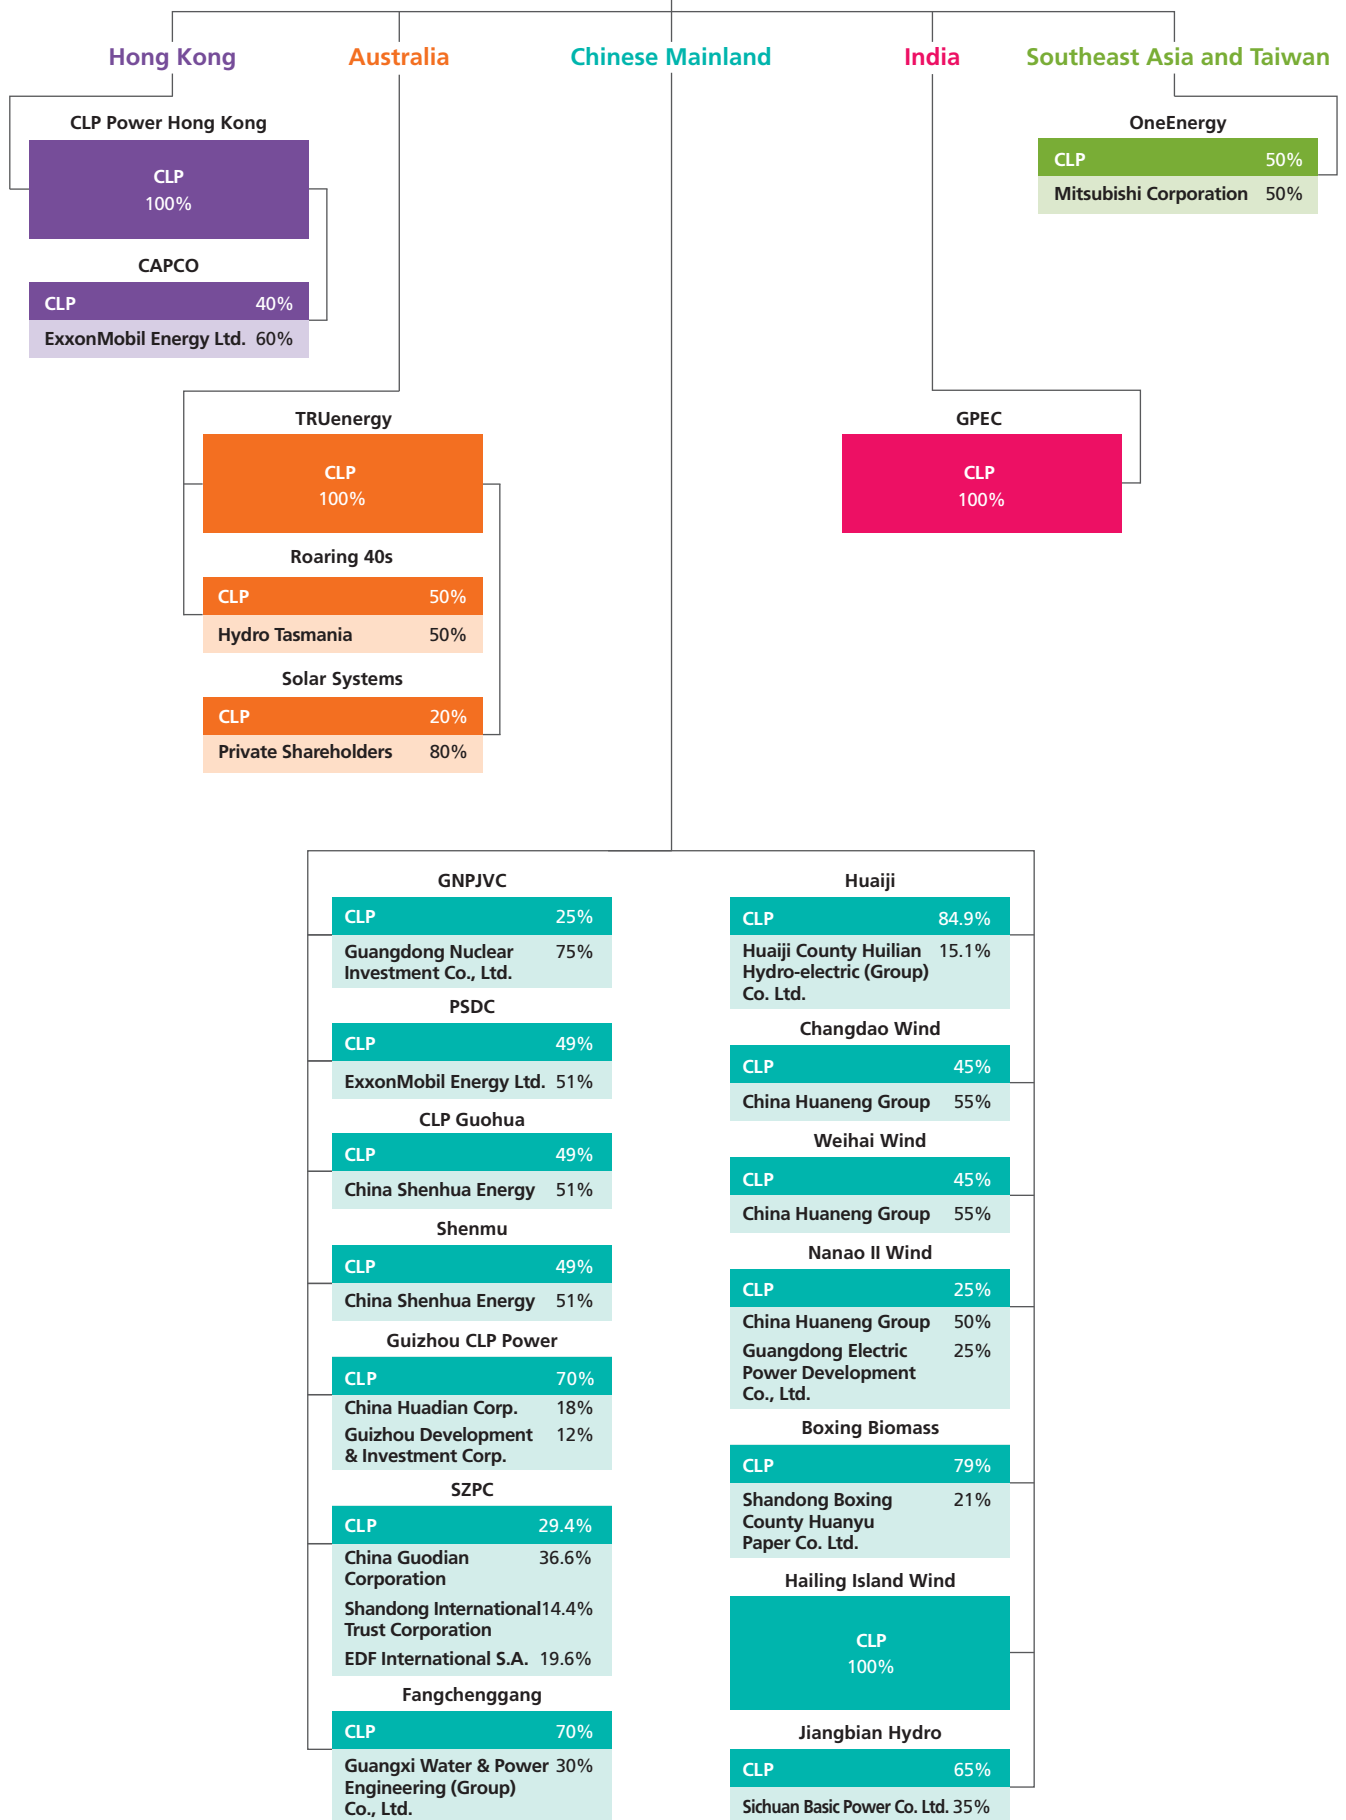 Hong Kong
Australia
Chinese Mainland
India
Southeast Asia and Taiwan
CLP Power Hong Kong
CLP
100%
CAPCO
CLP 40%
ExxonMobil Energy Ltd. 60%
OneEnergy
CLP 50%
Mitsubishi Corporation 50%
TRUenergy
CLP
100%
Roaring 40s
CLP 50%
Hydro Tasmania 50%
Solar Systems
CLP 20%
Private Shareholders 80%
GPEC
CLP
100%
GNPJVC
CLP 25%
Guangdong Nuclear 75%
Investment Co., Ltd.
PSDC
CLP 49%
ExxonMobil Energy Ltd. 51%
CLP Guohua
CLP 49%
China Shenhua Energy 51%
Shenmu
CLP 49%
China Shenhua Energy 51%
Guizhou CLP Power
CLP 70%
China Huadian Corp. 18%
Guizhou Development 12%
& Investment Corp.
SZPC
CLP 29.4%
China Guodian 36.6%
Corporation
Shandong International 14.4%
Trust Corporation
EDF International S.A. 19.6%
Fangchenggang
CLP 70%
Guangxi Water & Power 30%
Engineering (Group)
Co., Ltd.
Huaiji
CLP 84.9%
Huaiji County Huilian 15.1%
Hydro-electric (Group)
Co. Ltd.
Changdao Wind
CLP 45%
China Huaneng Group 55%
Weihai Wind
CLP 45%
China Huaneng Group 55%
Nanao II Wind
CLP 25%
China Huaneng Group 50%
Guangdong Electric 25%
Power Development
Co., Ltd.
Boxing Biomass
CLP 79%
Shandong Boxing 21%
County Huanyu
Paper Co. Ltd.
Hailing Island Wind
CLP
100%
Jiangbian Hydro
CLP 65%
Sichuan Basic Power Co. Ltd. 35%